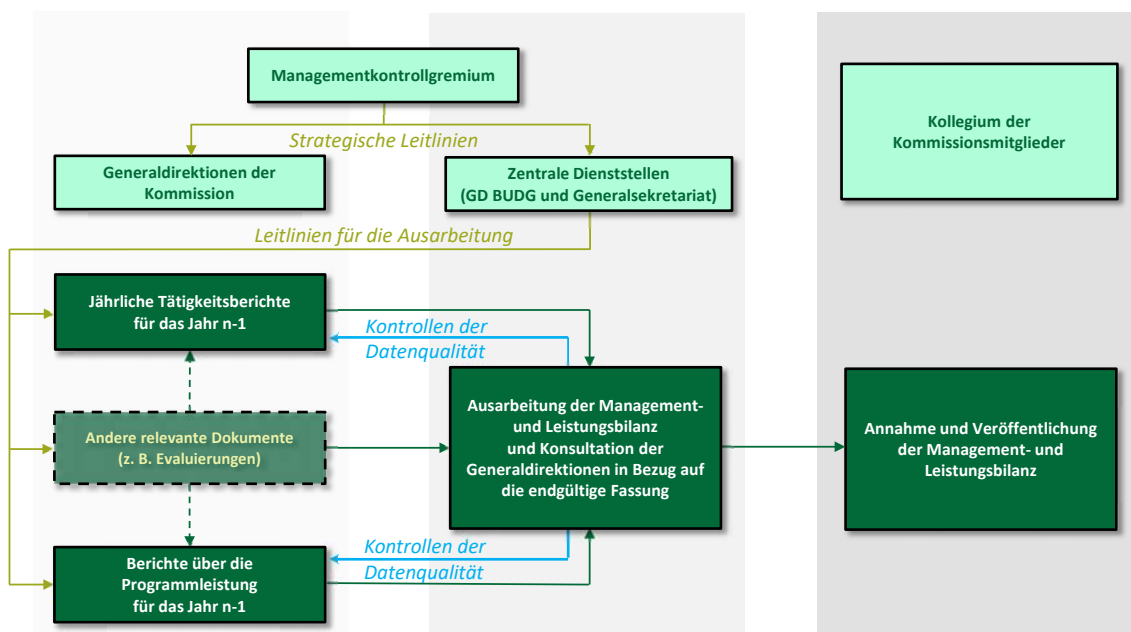 Managementkontrollgremium
Strategische Leitlinien
Kollegium der
Kommissionsmitglieder
Generaldirektionen der
Kommission
Zentrale Dienststellen
(GD BUDG und Generalsekretariat)
Leitlinien für die Ausarbeitung
Jährliche Tätigkeitsberichte
für das Jahr n-1
Kontrollen der
Datenqualität
Andere relevante Dokumente
(z. B. Evaluierungen)
Ausarbeitung der Management-
und Leistungsbilanz
und Konsultation der
Generaldirektionen in Bezug auf
die endgültige Fassung
Annahme und Veröffentlichung
der Management- und
Leistungsbilanz
Kontrollen der
Datenqualität
Berichte über die
Programmleistung
für das Jahr n-1